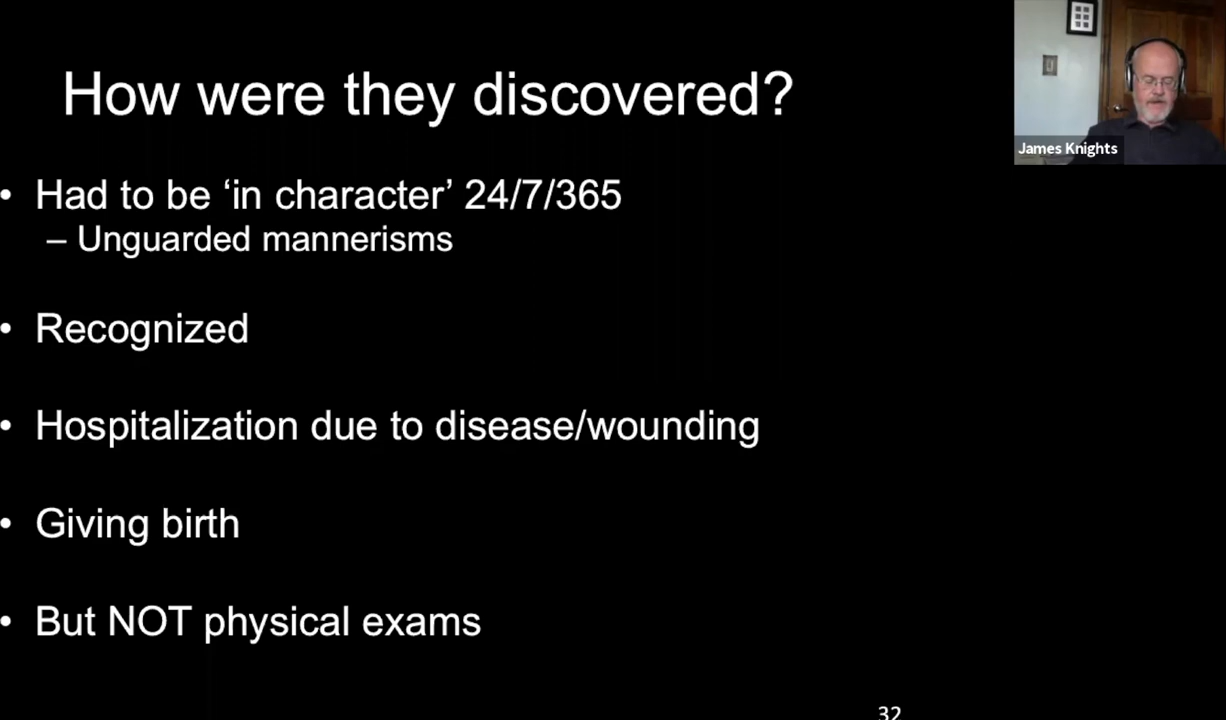 How were they discovered?
• Had to be ‘in character’ 24/7/365
– Unguarded mannerisms
• Recognized
• Hospitalization due to disease/wounding
• Giving birth
• But NOT physical exams
32
James Knights